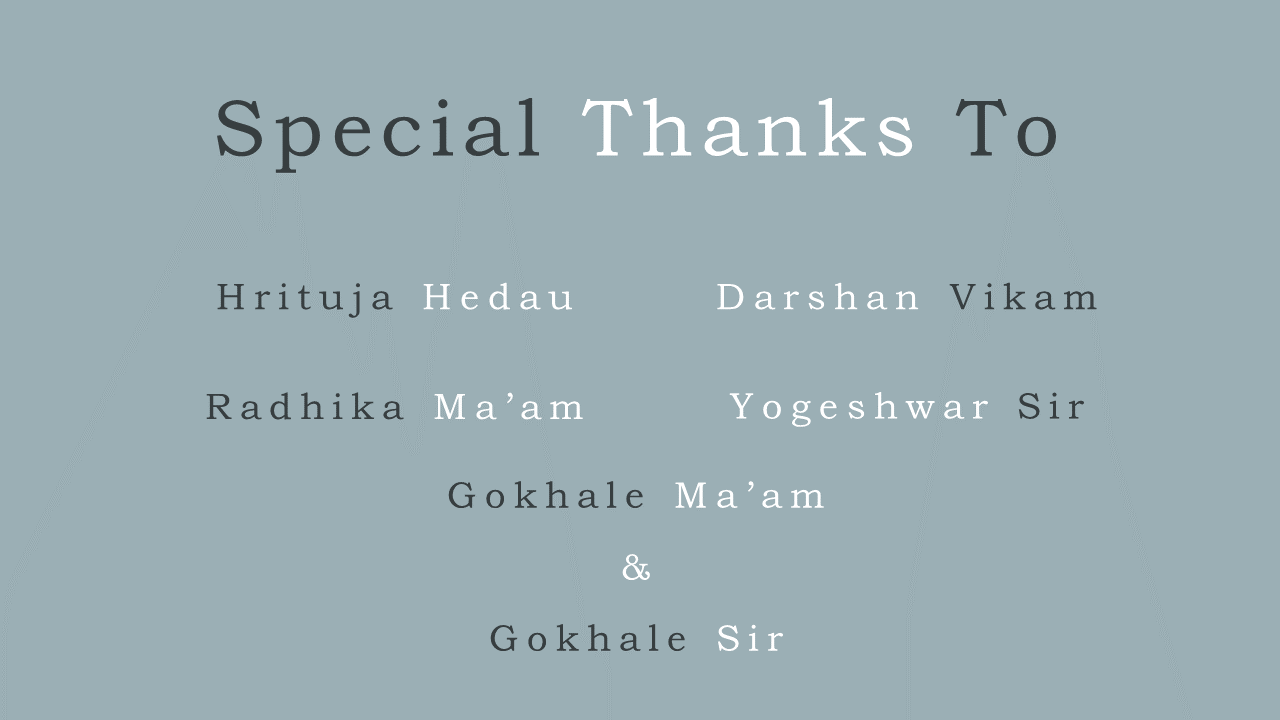 Special Thanks To
Hrituja Hedau Darshan Vikam
Radhika Ma’am Yogeshwar Sir
Gokhale Ma’am
&
Gokhale Sir